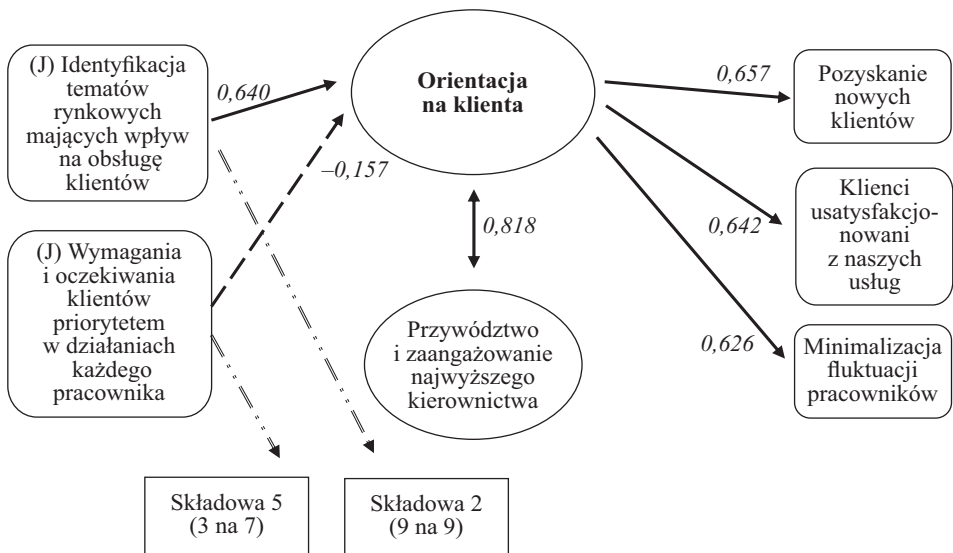 (J) Identyfikacja
tematów
rynkowych
mających wpływ
na obsługę
klientów
0,640
Orientacja
na klienta
0,657
Pozyskanie
nowych
klientów
–0,157
(J) Wymagania
i oczekiwania
klientów
priorytetem
w działaniach
każdego
pracownika
0,818
0,642
Klienci
usatysfakcjo-
nowani
z naszych
usług
Przywództwo
i zaangażowanie
najwyższego
kierownictwa
0,626
Minimalizacja
fluktuacji
pracowników
Składowa 5
(3 na 7)
Składowa 2
(9 na 9)